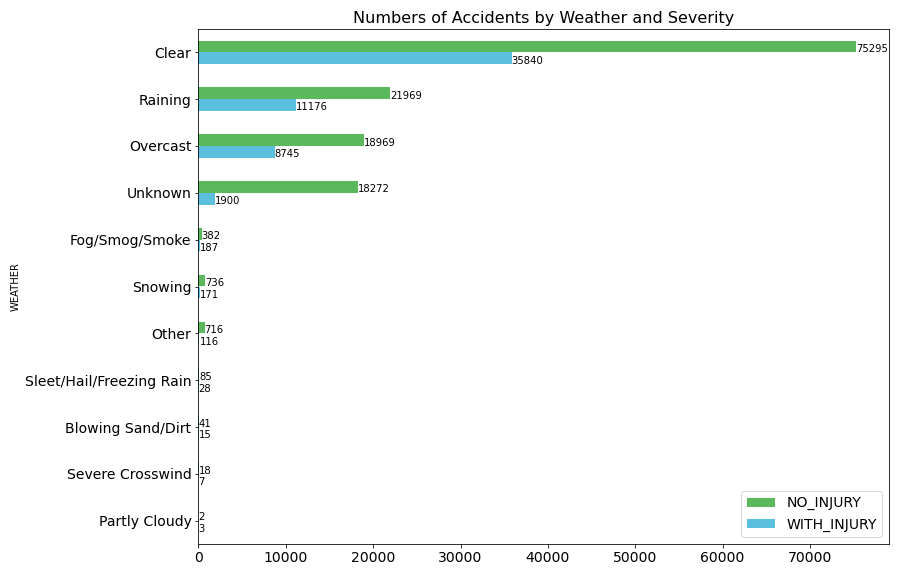 Numbers of Accidents by Weather and Severity
Clear
75295
35840
Raining
21969
11176
Overcast
18969
8745
Unknown
18272
1900
Fog/Smog/Smoke
382
187
Snowing
736
171
Other
716
116
Sleet/Hail/Freezing Rain
85
28
Blowing Sand/Dirt
41
15
Severe Crosswind
18
7
Partly Cloudy
2
3
WEATHER
NO_INJURY
WITH_INJURY
0 10000 20000 30000 40000 50000 60000 70000